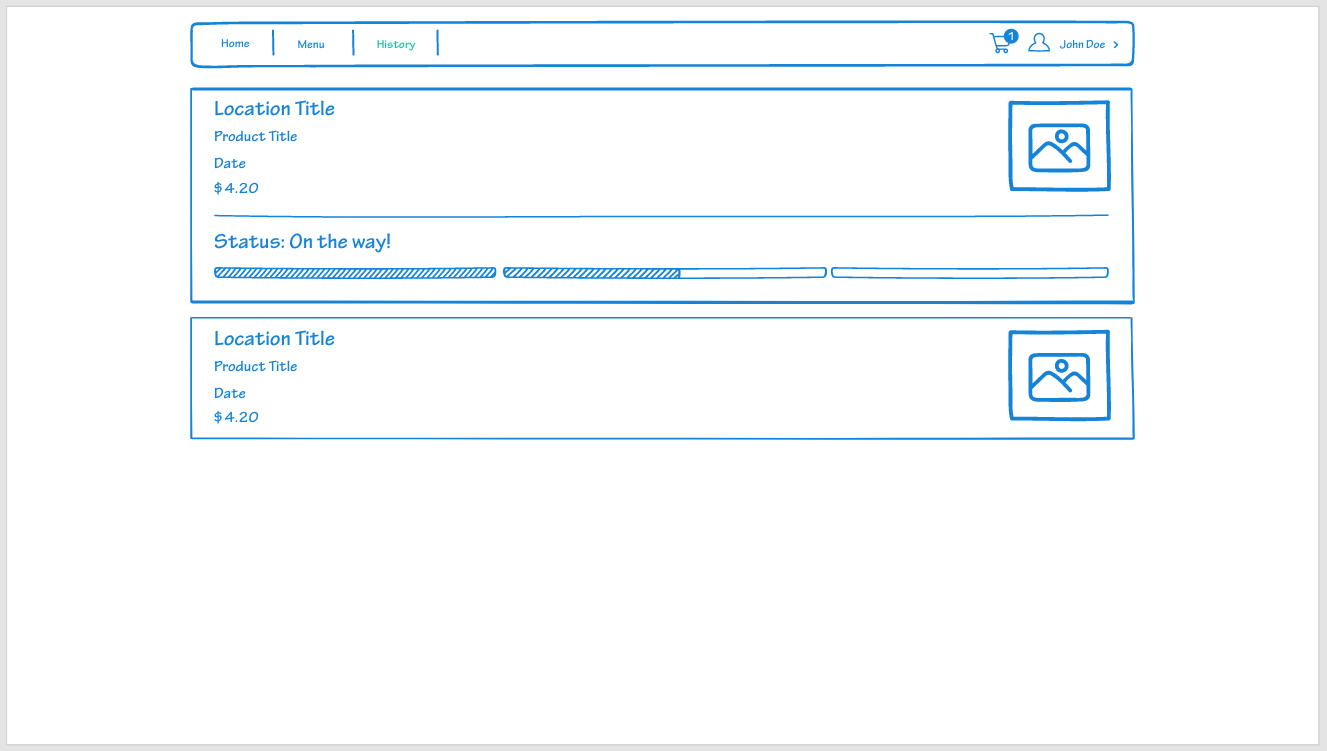 Home Menu History 1 John Doe >
Location Title
Product Title
Date
$4.20
Status: On the way!
Location Title
Product Title
Date
$4.20